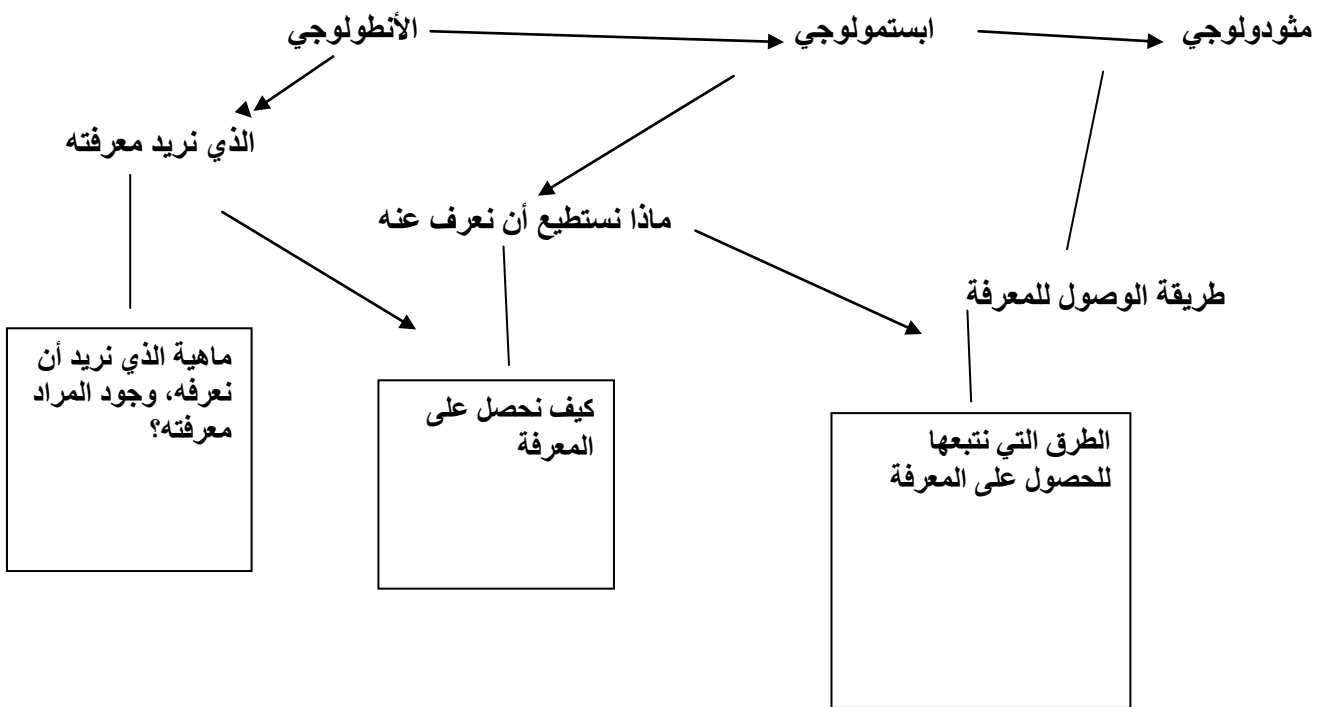 الأنطولوجي
ابستمولوجي
مثودولوجي
الذي نريد معرفته
ماذا نستطيع أن نعرف عنه
طريقة الوصول للمعرفة
ماهية الذي نريد أن
نعرفه، وجود المراد
معرفته؟
كيف نحصل على
المعرفة
الطرق التي نتبعها
للحصول على المعرفة